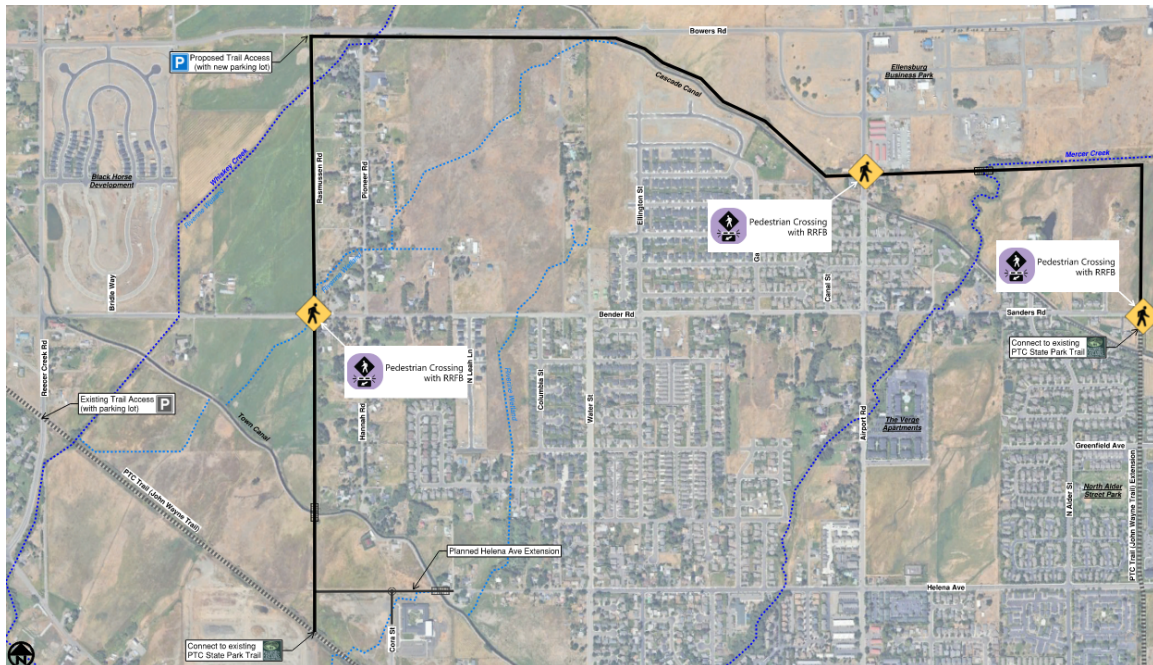 Bowers Rd
Proposed Trail Access
(with new parking lot)
P
Cascade Canal
Ellensburg
Business Park
Mercer Creek
Whiskey Creek
Black Horse
Development
Rasmussen Rd
Pioneer Rd
Ellington St
Pedestrian Crossing
with RRFB
Pedestrian Crossing
with RRFB
Bridle Way
Canal St
Bender Rd
Sanders Rd
Connect to existing
PTC State Park Trail
Reecer Creek Rd
N Leah Ln
Pedestrian Crossing
with RRFB
Columbia St
Water St
Airport Rd
Existing Trail Access
(with parking lot)
P
Town Canal
Hannah Rd
The Verge
Apartments
Greenfield Ave
N Alder St
North Alder
Street Park
PTC Trail (John Wayne Trail) Extension
PTC Trail (John Wayne Trail)
Planned Helena Ave Extension
Helena Ave
Cora St
Connect to existing
PTC State Park Trail